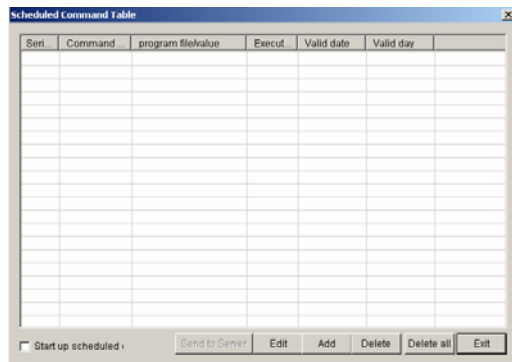 Scheduled Command Table
Seri... Command ... program file/value Execut... Valid date Valid day
Start up scheduled Send to Server Edit Add Delete Delete all Exit